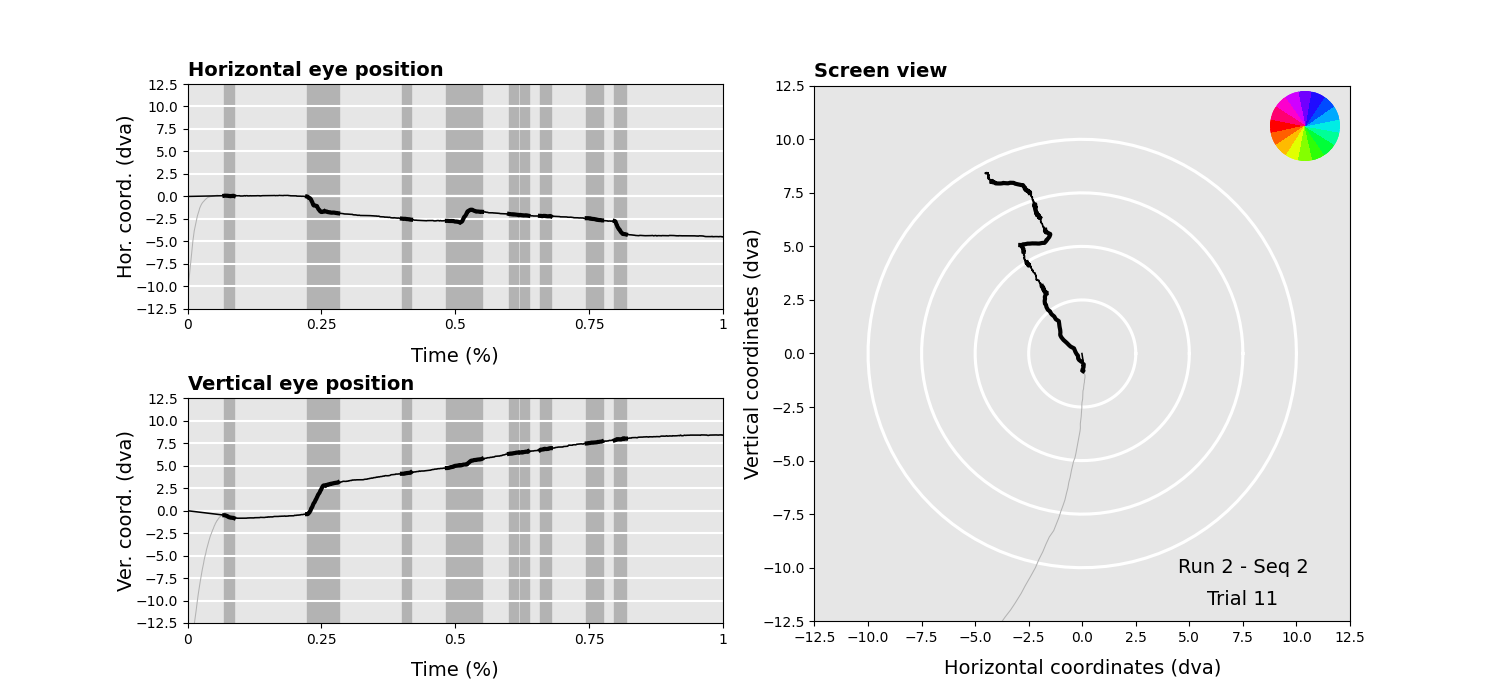 Horizontal eye position
12.5
10.0
7.5
5.0
2.5
0.0
−2.5
−5.0
−7.5
−10.0
−12.5
Hor. coord. (dva)
0 0.25 0.5 0.75 1
Time (%)
Vertical eye position
12.5
10.0
7.5
5.0
2.5
0.0
−2.5
−5.0
−7.5
−10.0
−12.5
Ver. coord. (dva)
0 0.25 0.5 0.75 1
Time (%)
Screen view
12.5
10.0
7.5
5.0
2.5
0.0
−2.5
−5.0
−7.5
−10.0
−12.5
Vertical coordinates (dva)
Run 2 - Seq 2
Trial 11
−12.5 −10.0 −7.5 −5.0 −2.5 0.0 2.5 5.0 7.5 10.0 12.5
Horizontal coordinates (dva)